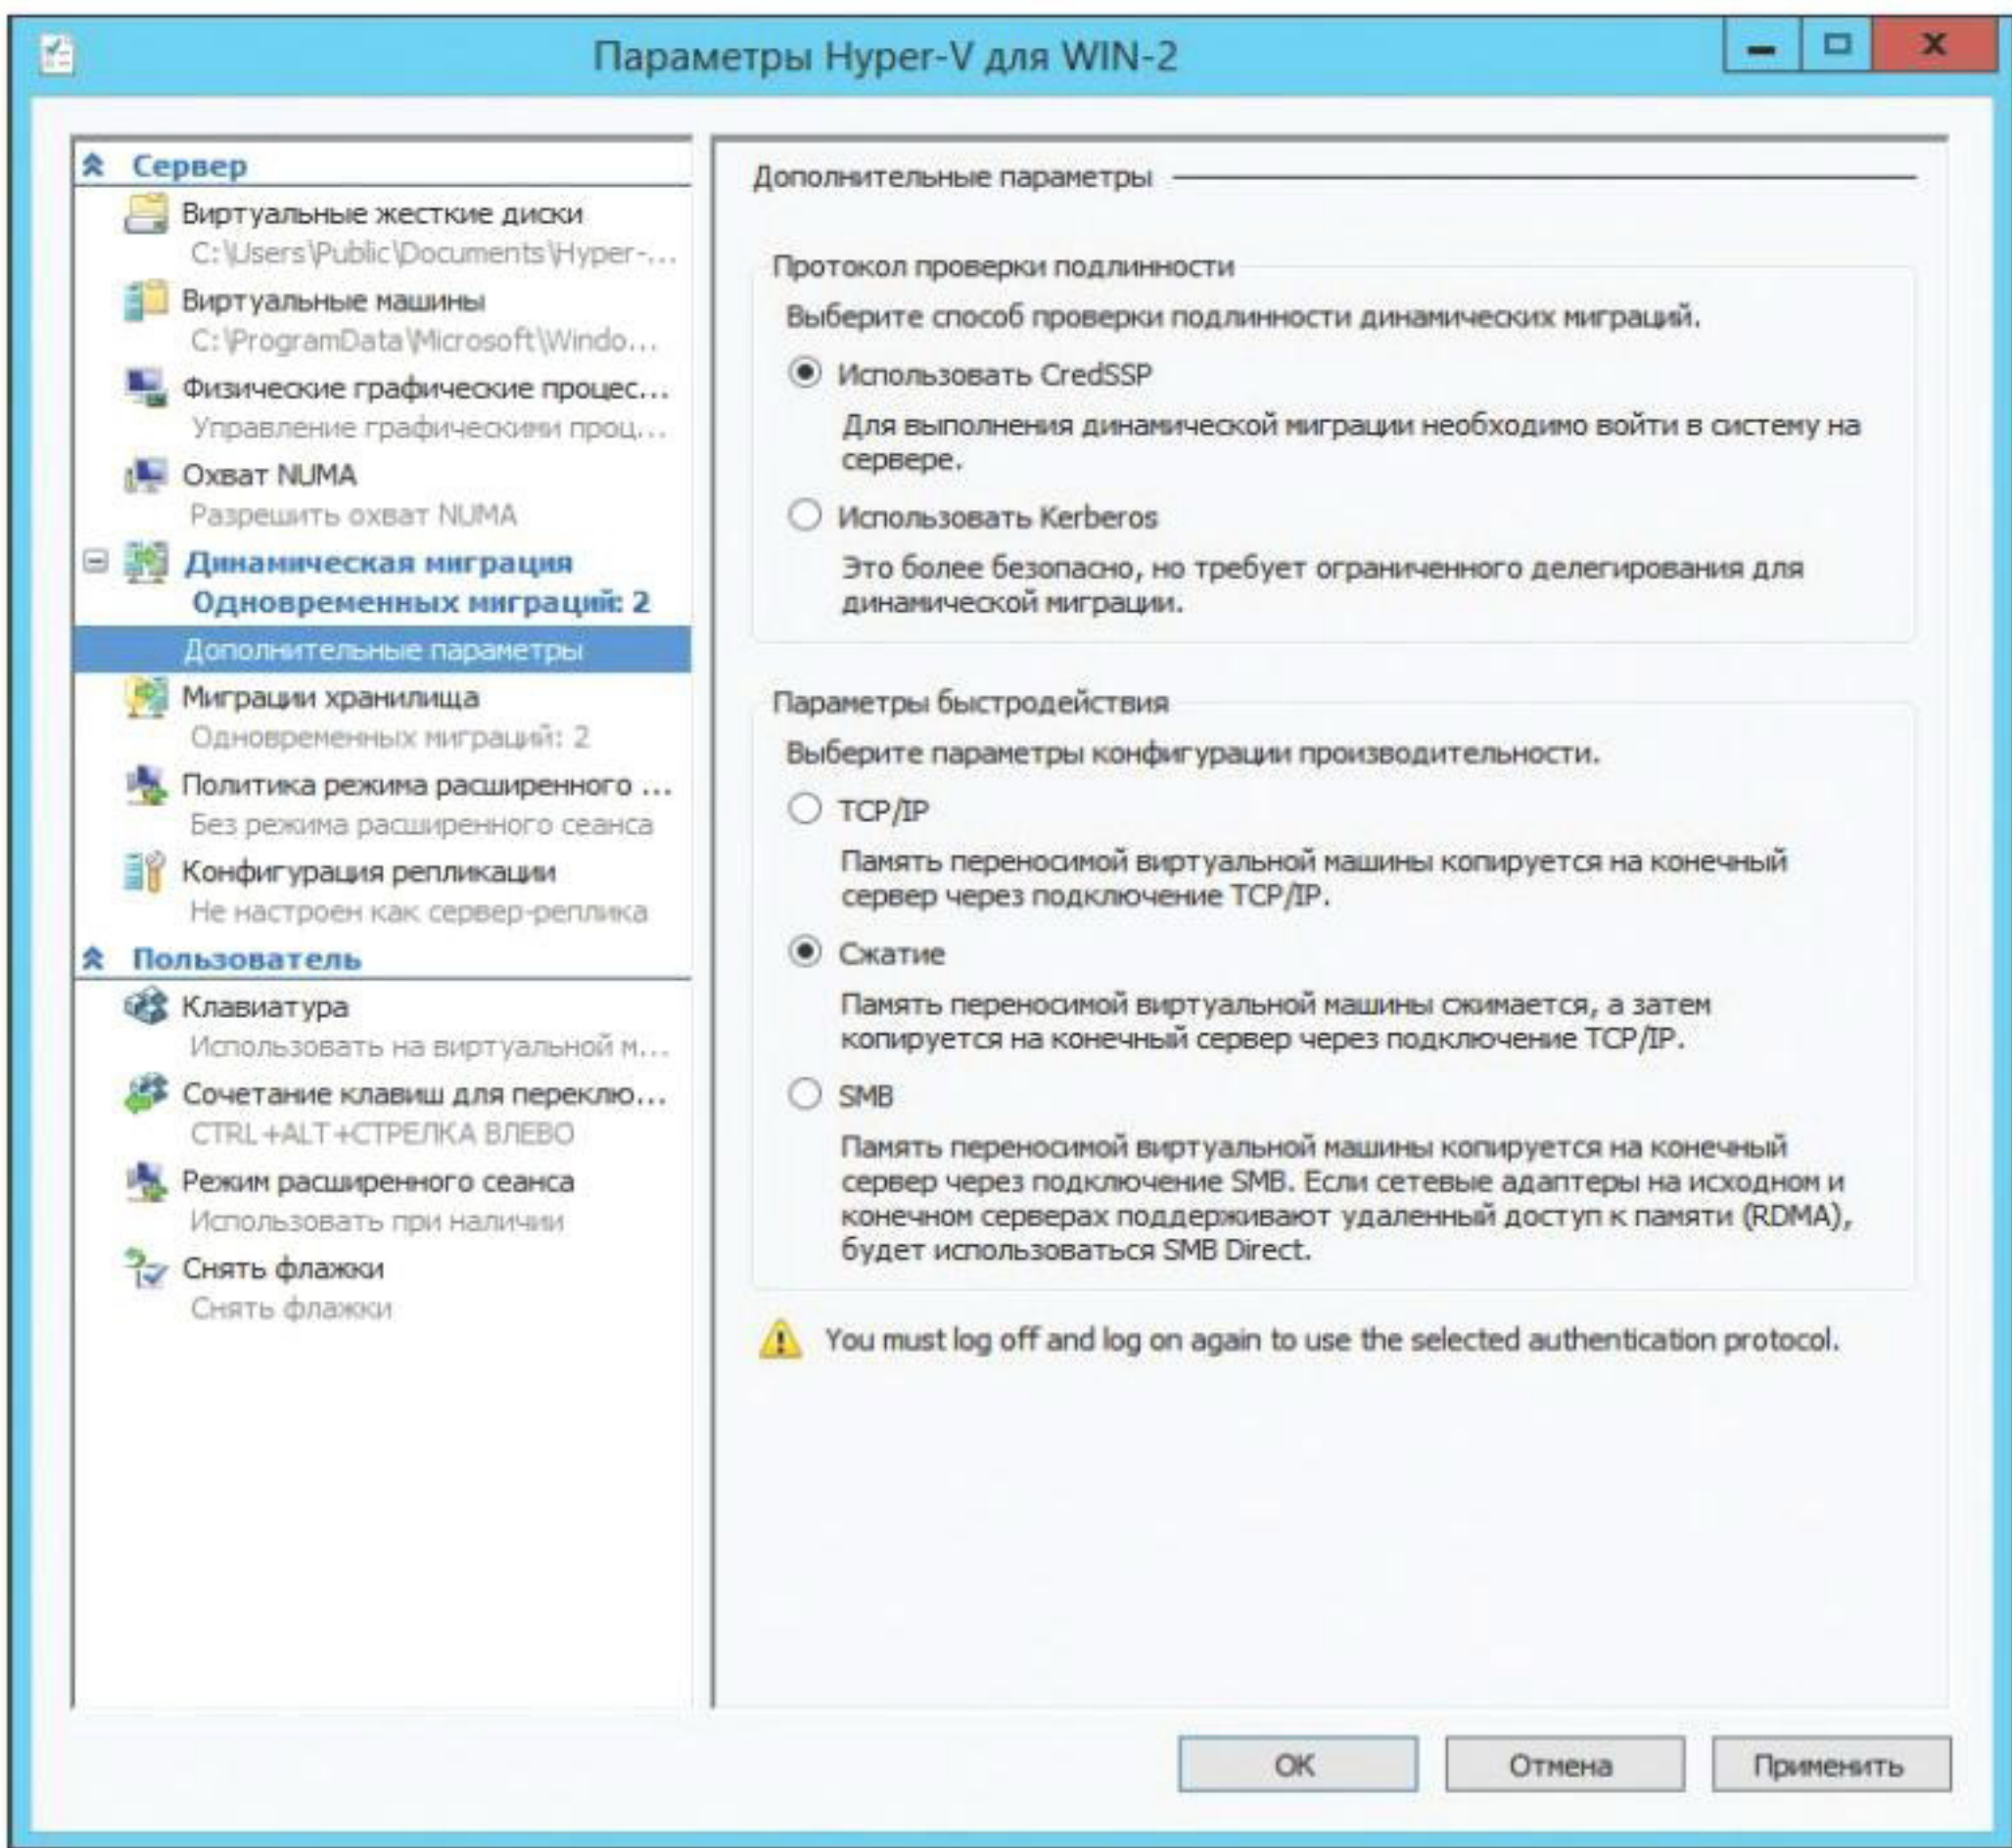 Параметры Hyper-V для WIN-2
Сервер
Виртуальные жесткие диски
C:\Users\Public\Documents\Hyper-...
Виртуальные машины
C:\ProgramData\Microsoft\Windo...
Физические графические процес...
Управление графическими проц...
Охват NUMA
Разрешить охват NUMA
Динамическая миграция
Одновременных миграций: 2
Дополнительные параметры
Миграции хранилища
Одновременных миграций: 2
Политика режима расширенного ...
Без режима расширенного сеанса
Конфигурация репликации
Не настроен как сервер-реплика
Пользователь
Клавиатура
Использовать на виртуальной м...
Сочетание клавиш для переклю...
CTRL+ALT+СТРЕЛКА ВЛЕВО
Режим расширенного сеанса
Использовать при наличии
Снять флажки
Снять флажки
Дополнительные параметры
Протокол проверки подлинности
Выберите способ проверки подлинности динамических миграций.
Использовать CredSSP
Для выполнения динамической миграции необходимо войти в систему на
сервере.
Использовать Kerberos
Это более безопасно, но требует ограниченного делегирования для
динамической миграции.
Параметры быстродействия
Выберите параметры конфигурации производительности.
TCP/IP
Память переносимой виртуальной машины копируется на конечный
сервер через подключение TCP/IP.
Сжатие
Память переносимой виртуальной машины сжимается, а затем
копируется на конечный сервер через подключение TCP/IP.
SMB
Память переносимой виртуальной машины копируется на конечный
сервер через подключение SMB. Если сетевые адаптеры на исходном и
конечном серверах поддерживают удаленный доступ к памяти (RDMA),
будет использоваться SMB Direct.
You must log off and log on again to use the selected authentication protocol.
ОК
Отмена
Применить